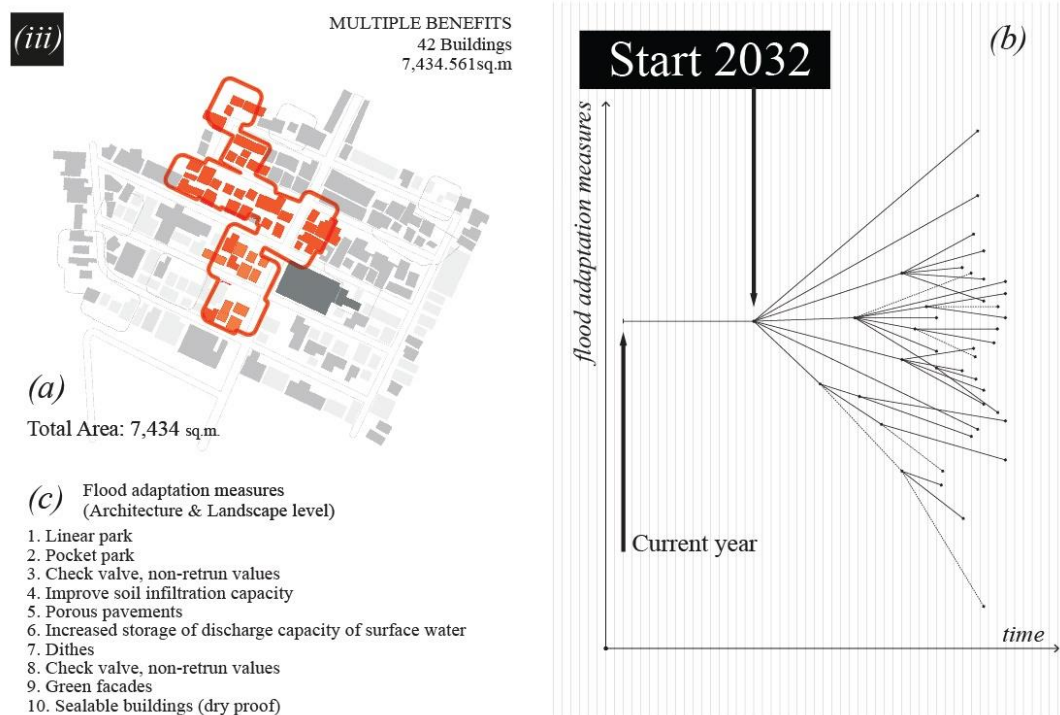 (iii)
MULTIPLE BENEFITS
42 Buildings
7,434.561sq.m
(a)
Total Area: 7,434 sq.m.
(c) Flood adaptation measures
(Architecture & Landscape level)
1. Linear park
2. Pocket park
3. Check valve, non-retrun values
4. Improve soil infiltration capacity
5. Porous pavements
6. Increased storage of discharge capacity of surface water
7. Dithes
8. Check valve, non-retrun values
9. Green facades
10. Sealable buildings (dry proof)
(b)
Start 2032
flood adaptation measures
Current year
time